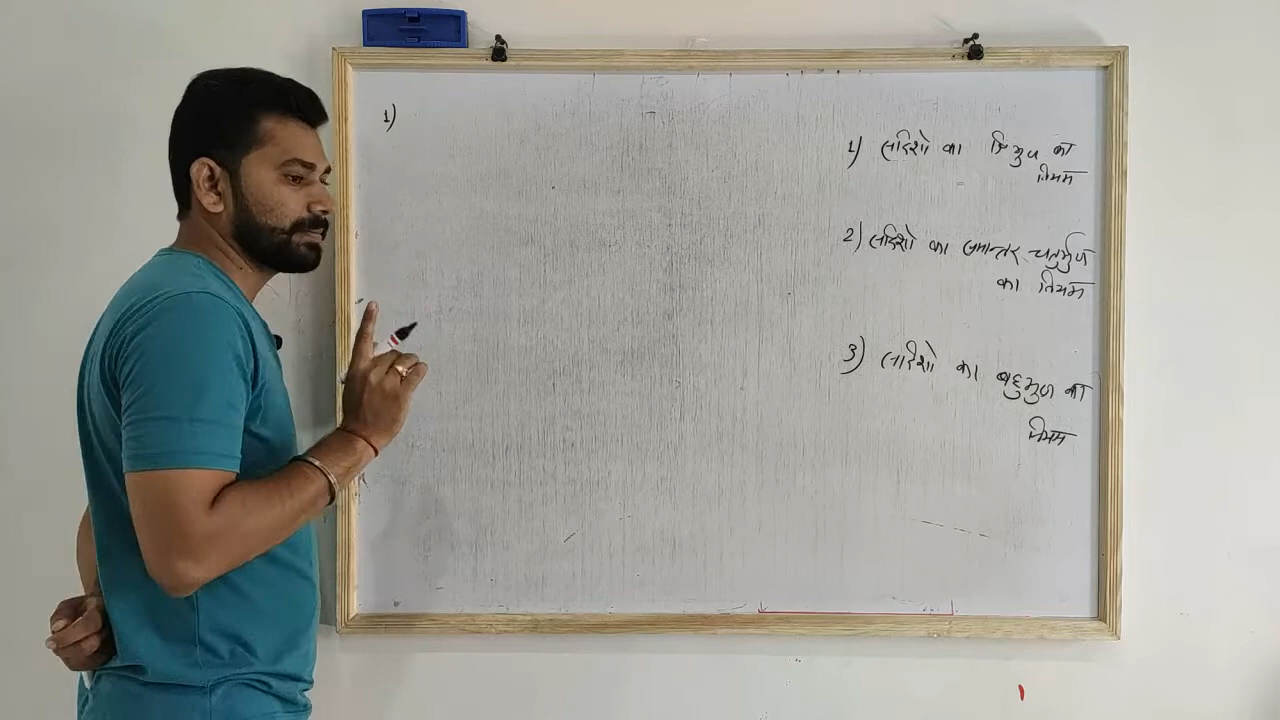 1)
1) सदिशो का त्रिभुज का
नियम
2) सदिशो का समान्तर चतुर्भुज
का नियम
3) सदिशो का बहुभुज का
नियम